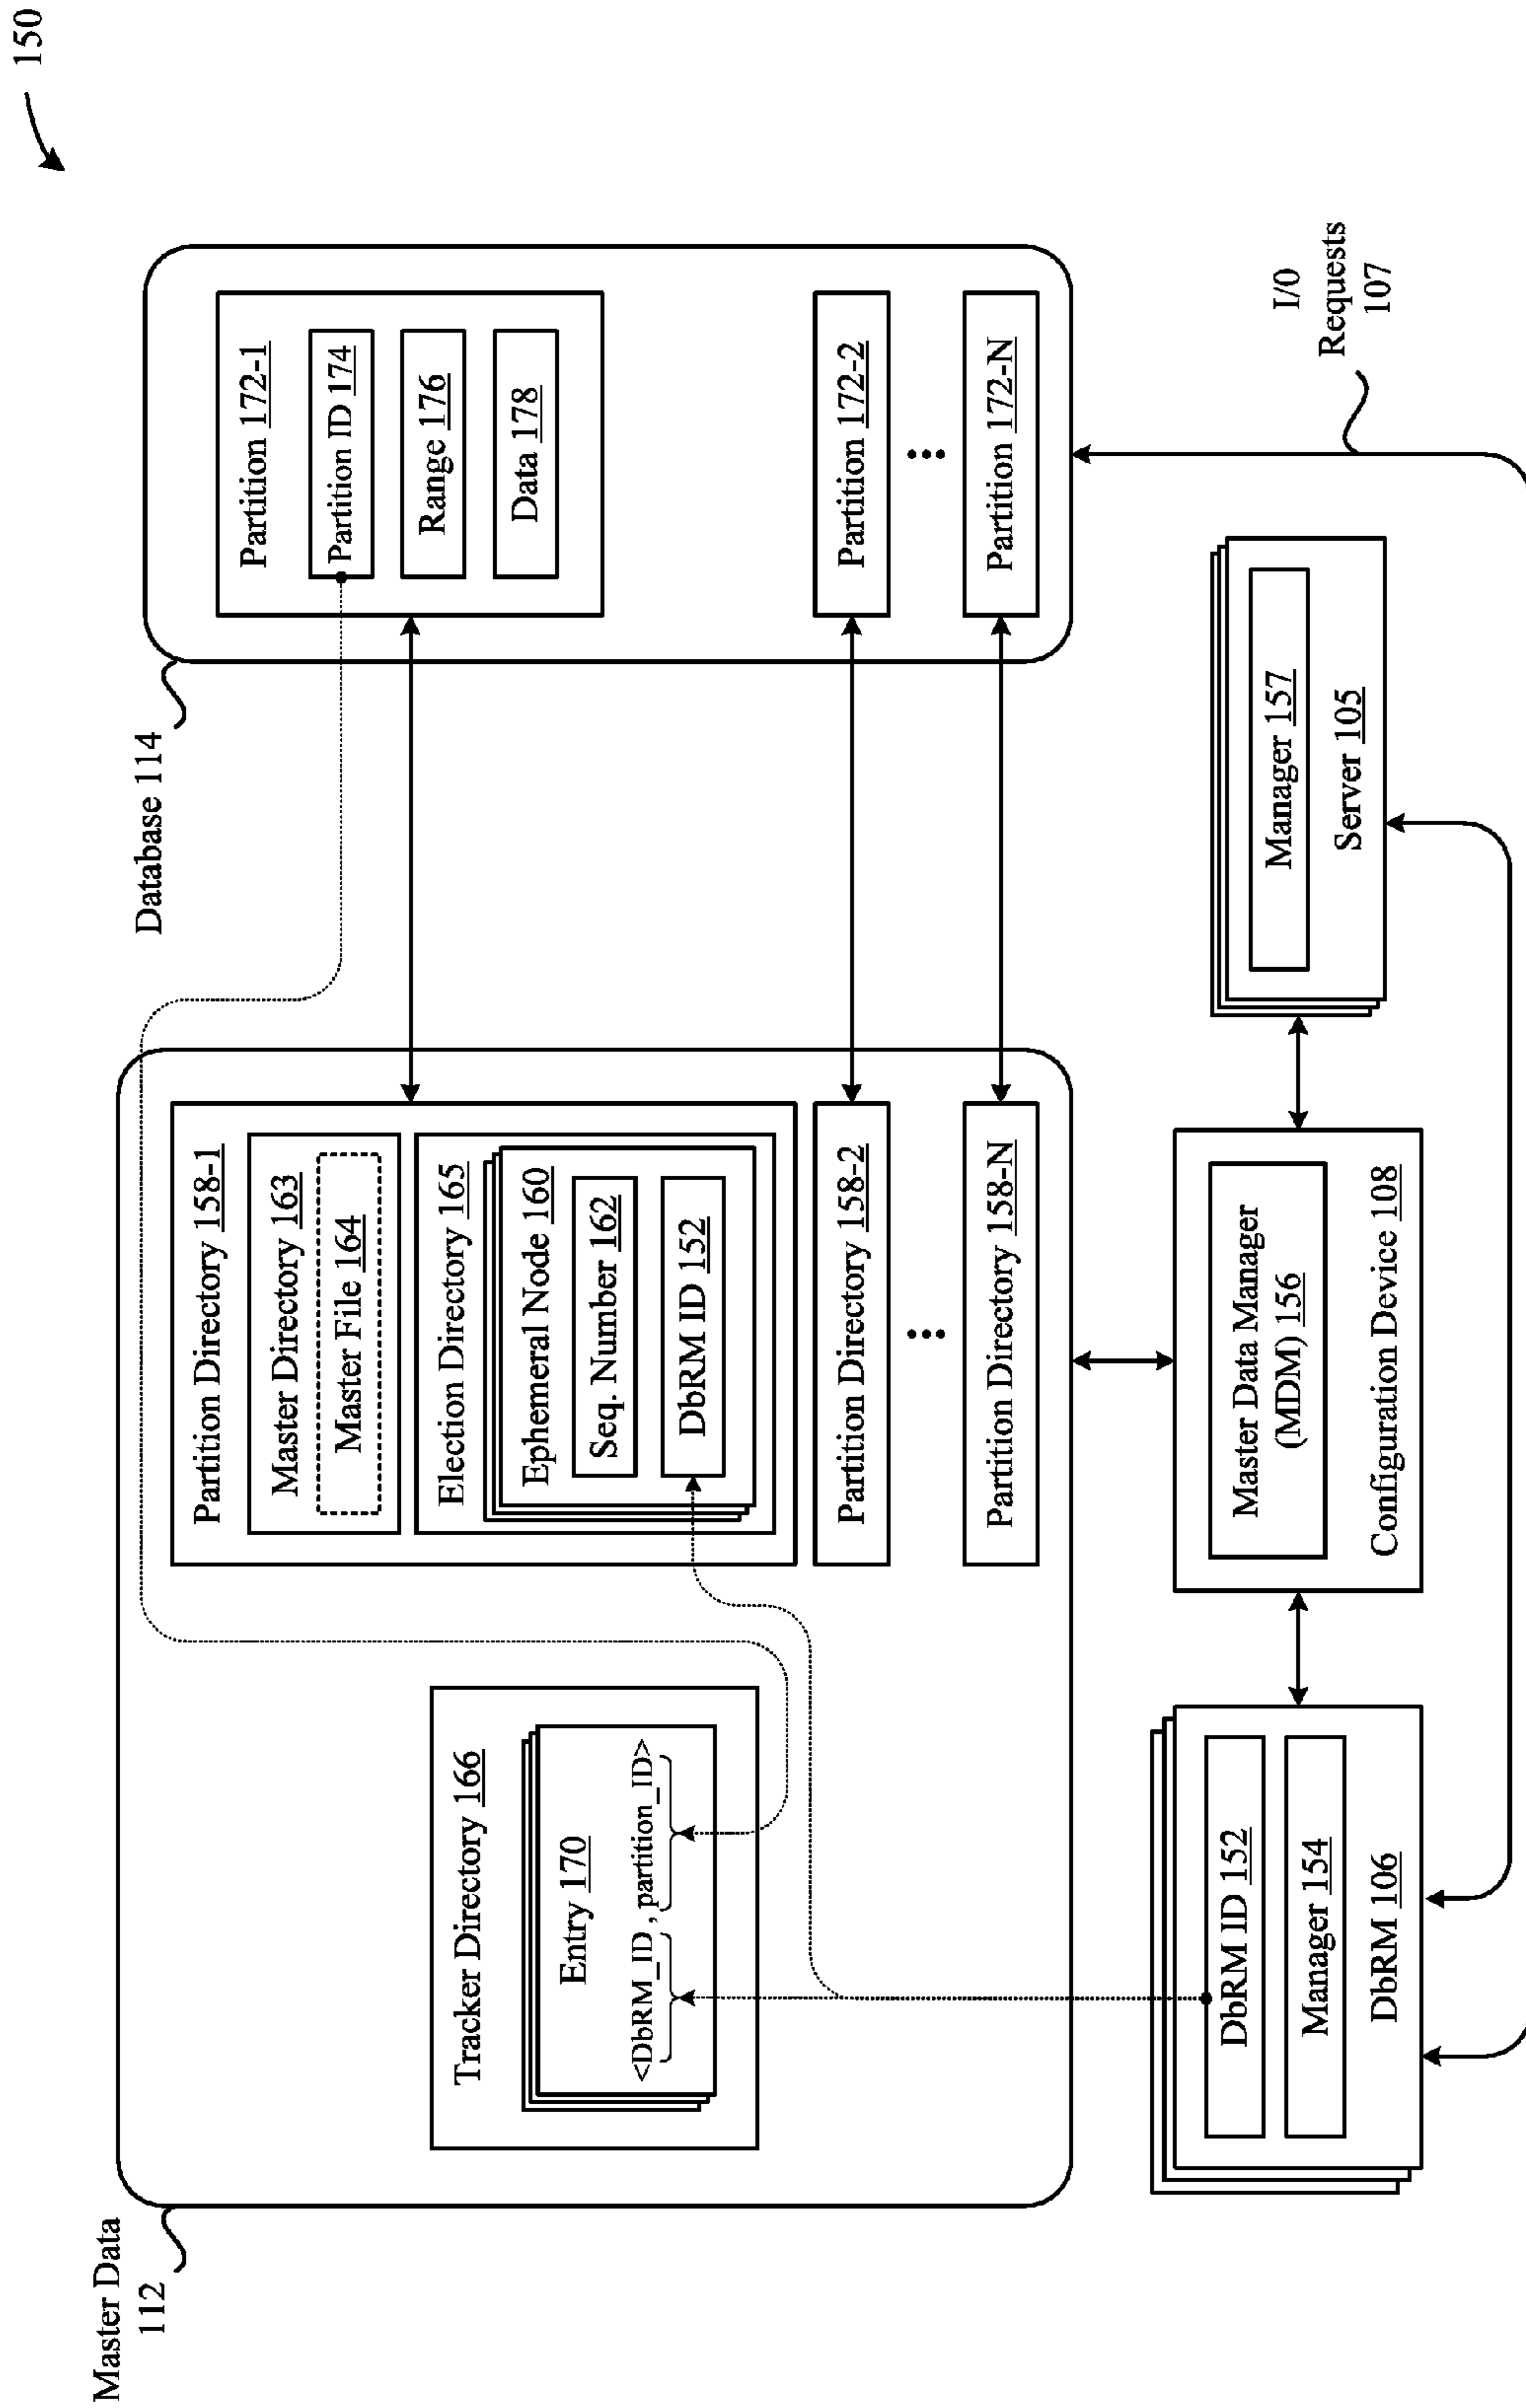 150
Master Data
112
Tracker Directory 166
Entry 170
<DbRM_ID , partition_ID>
Partition Directory 158-1
Master Directory 163
Master File 164
Election Directory 165
Ephemeral Node 160
Seq. Number 162
DbRM ID 152
Partition Directory 158-2
Partition Directory 158-N
Database 114
Partition 172-1
Partition ID 174
Range 176
Data 178
Partition 172-2
Partition 172-N
DbRM ID 152
Manager 154
DbRM 106
Master Data Manager
(MDM) 156
Configuration Device 108
Manager 157
Server 105
I/0
Requests
107